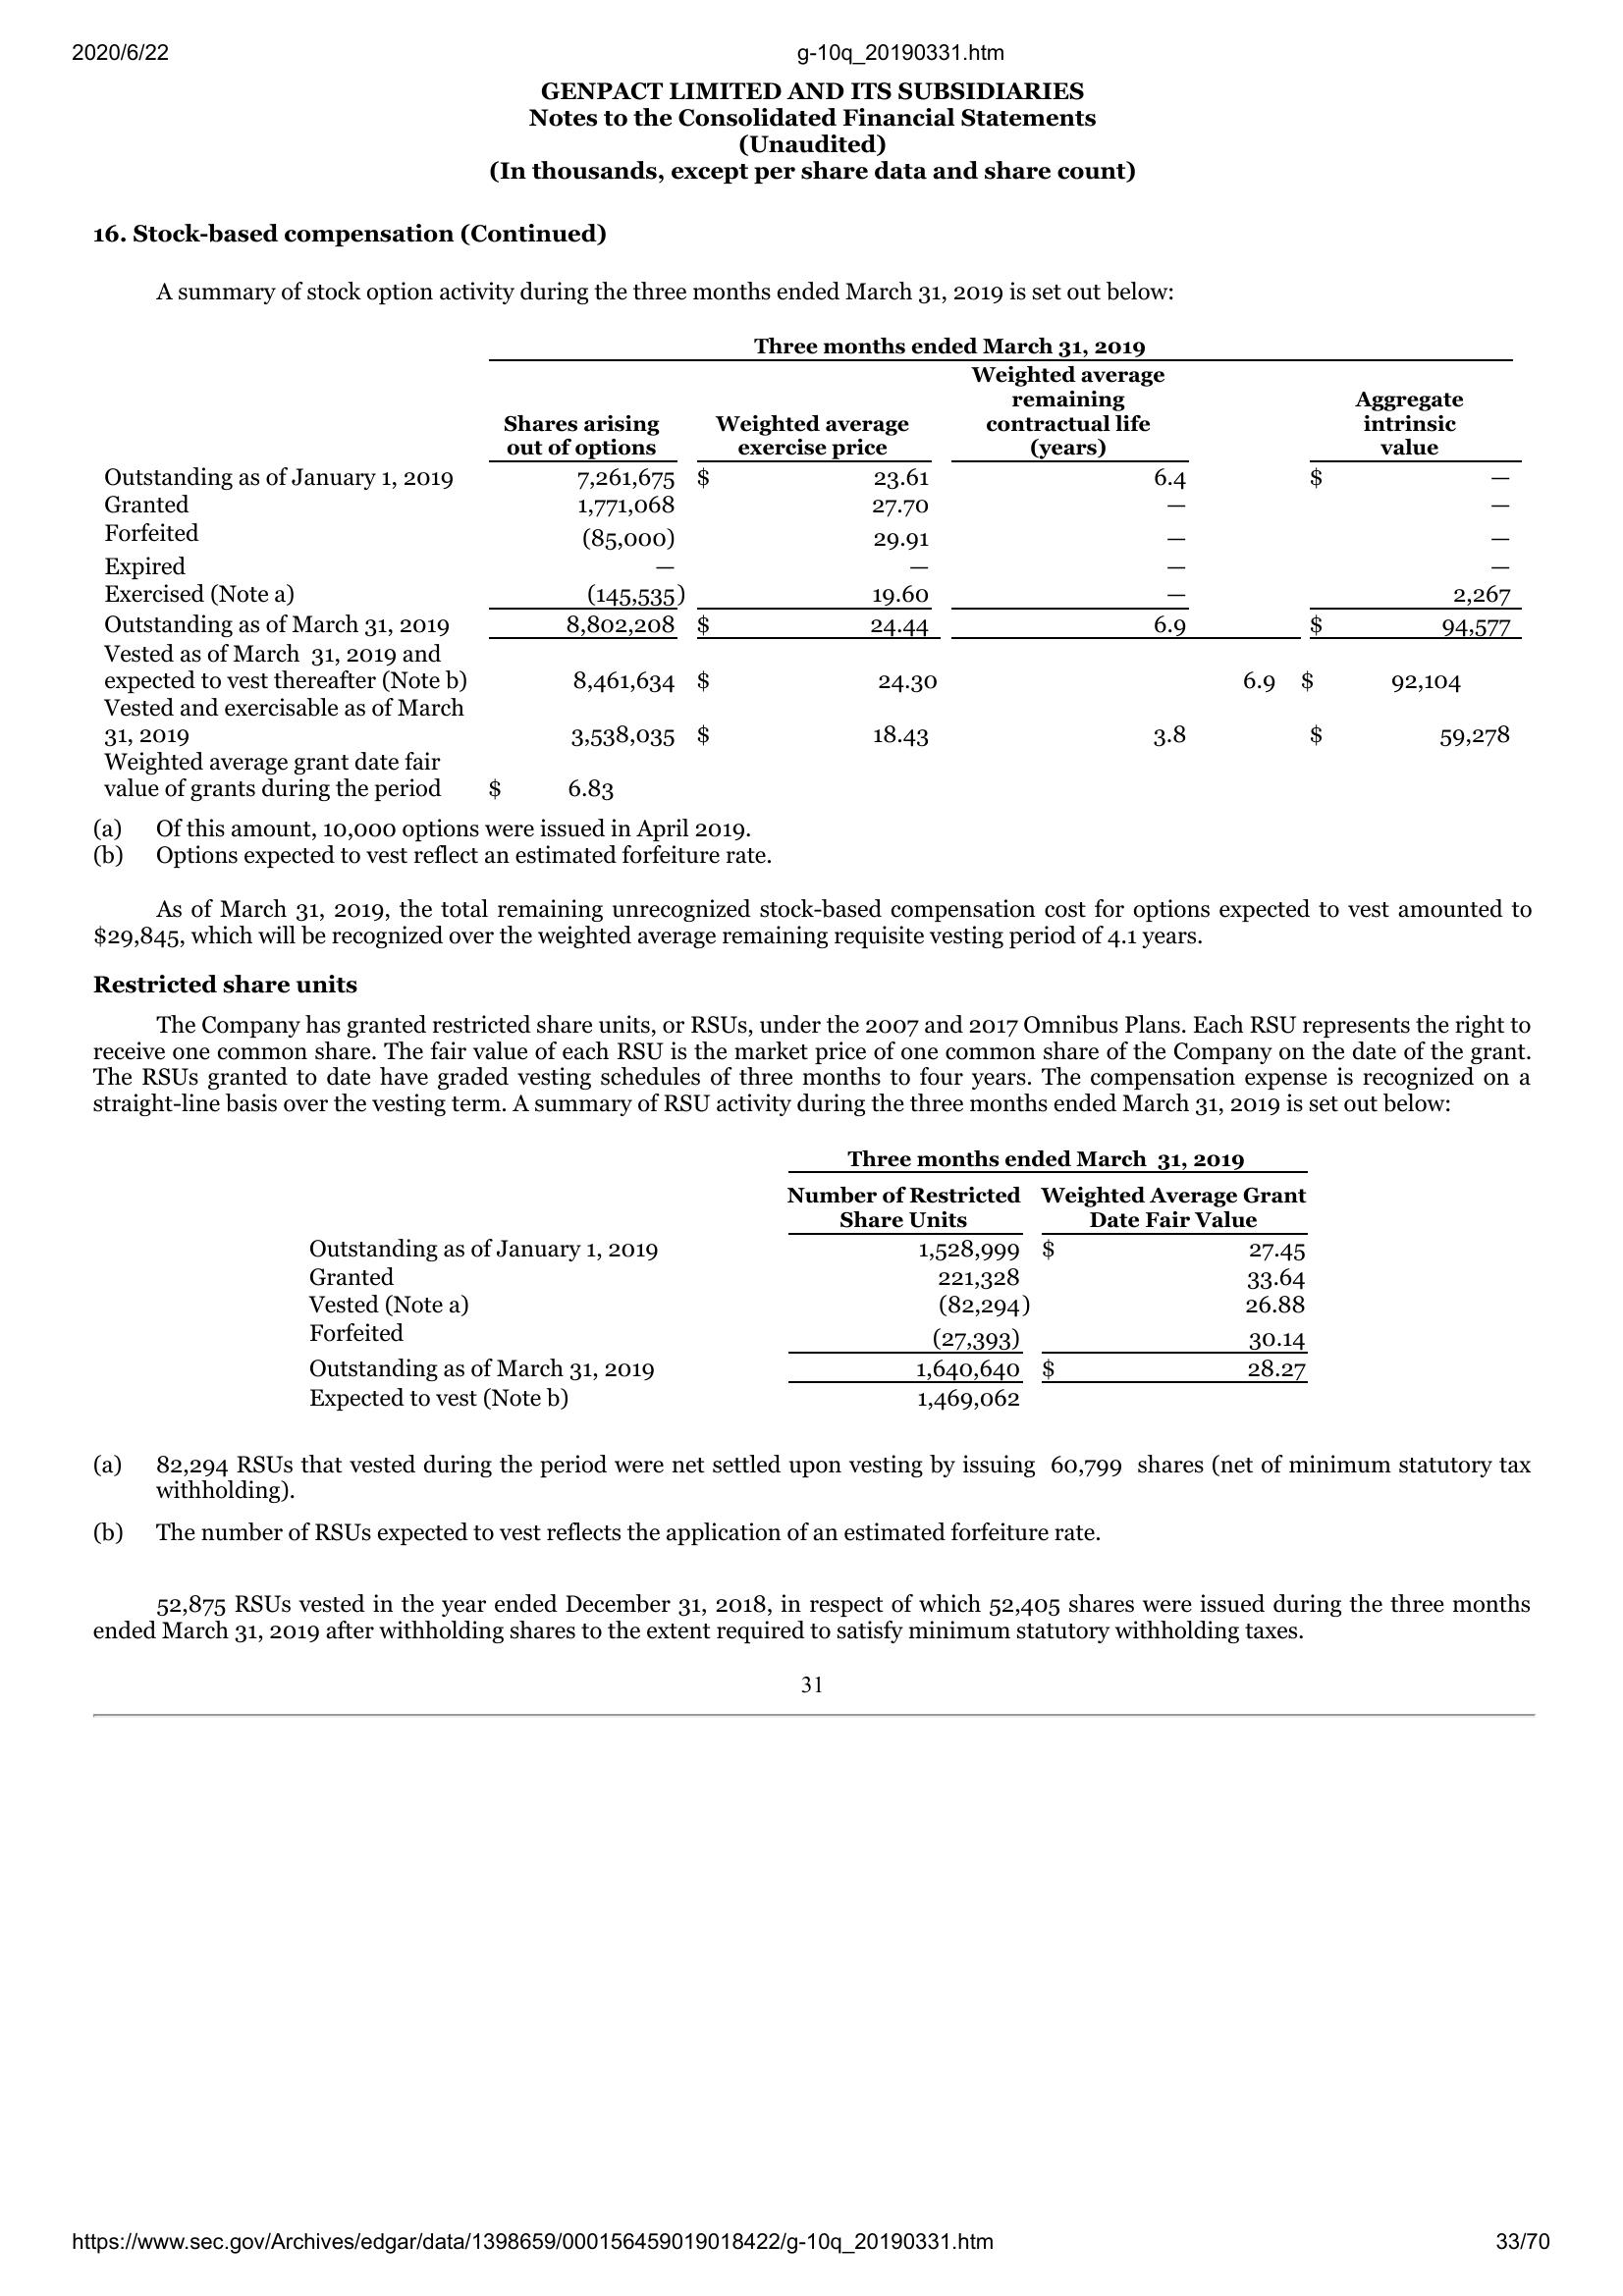 2020/6/22 g-10q_20190331.htm
GENPACT LIMITED AND ITS SUBSIDIARIES
Notes to the Consolidated Financial Statements
(Unaudited)
(In thousands, except per share data and share count)
16. Stock-based compensation (Continued)
A summary of stock option activity during the three months ended March 31, 2019 is set out below:
Three months ended March 31, 2019
Weighted average
remaining
contractual life
(years)
Shares arising
out of options
Weighted average
exercise price
Aggregate
intrinsic
value
Outstanding as of January 1, 2019 7,261,675 $ 23.61 6.4 $ —
Granted 1,771,068 27.70 — —
Forfeited (85,000) 29.91 — —
Expired — — — —
Exercised (Note a) (145,535) 19.60 — 2,267
Outstanding as of March 31, 2019 8,802,208 $ 24.44 6.9 $ 94,577
Vested as of March 31, 2019 and
expected to vest thereafter (Note b) 8,461,634 $ 24.30 6.9 $ 92,104
Vested and exercisable as of March
31, 2019 3,538,035 $ 18.43 3.8 $ 59,278
Weighted average grant date fair
value of grants during the period $ 6.83
(a) Of this amount, 10,000 options were issued in April 2019.
(b) Options expected to vest reflect an estimated forfeiture rate.
As of March 31, 2019, the total remaining unrecognized stock-based compensation cost for options expected to vest amounted to
$29,845, which will be recognized over the weighted average remaining requisite vesting period of 4.1 years.
Restricted share units
The Company has granted restricted share units, or RSUs, under the 2007 and 2017 Omnibus Plans. Each RSU represents the right to
receive one common share. The fair value of each RSU is the market price of one common share of the Company on the date of the grant.
The RSUs granted to date have graded vesting schedules of three months to four years. The compensation expense is recognized on a
straight-line basis over the vesting term. A summary of RSU activity during the three months ended March 31, 2019 is set out below:
Three months ended March 31, 2019
Number of Restricted
Share Units
Weighted Average Grant
Date Fair Value
Outstanding as of January 1, 2019 1,528,999 $ 27.45
Granted 221,328 33.64
Vested (Note a) (82,294) 26.88
Forfeited (27,393) 30.14
Outstanding as of March 31, 2019 1,640,640 $ 28.27
Expected to vest (Note b) 1,469,062
(a) 82,294 RSUs that vested during the period were net settled upon vesting by issuing 60,799 shares (net of minimum statutory tax
withholding).
(b) The number of RSUs expected to vest reflects the application of an estimated forfeiture rate.
52,875 RSUs vested in the year ended December 31, 2018, in respect of which 52,405 shares were issued during the three months
ended March 31, 2019 after withholding shares to the extent required to satisfy minimum statutory withholding taxes.
31
https://www.sec.gov/Archives/edgar/data/1398659/000156459019018422/g-10q_20190331.htm 33/70